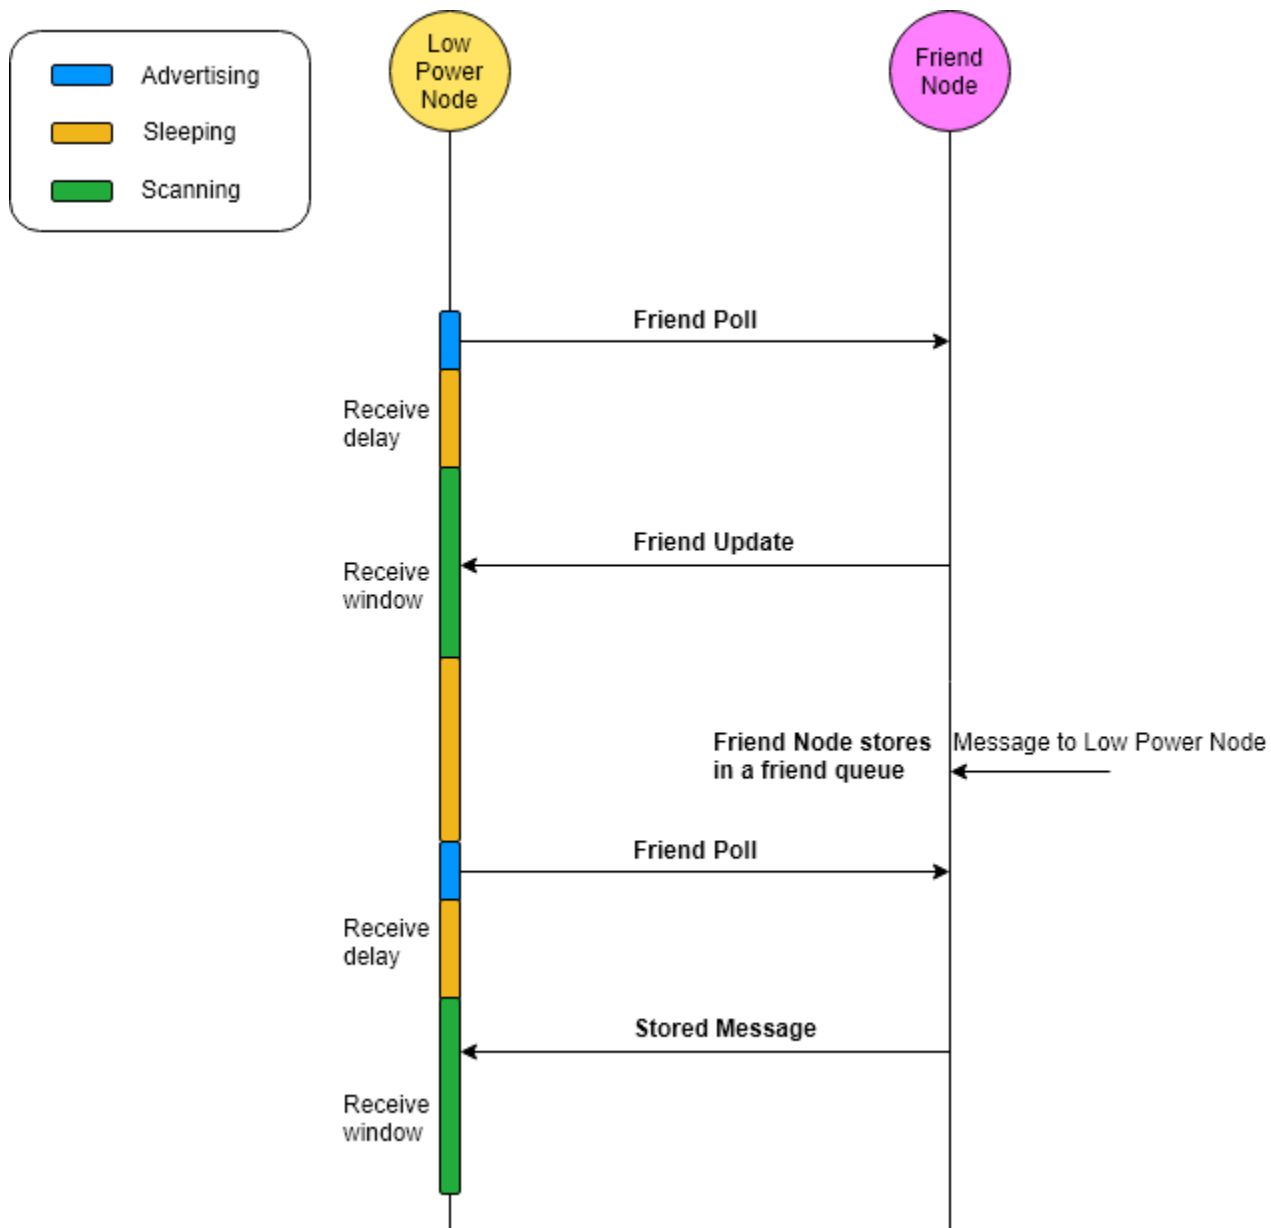 Low
Power
Node
Friend
Node
Advertising
Sleeping
Scanning
Friend Poll
Receive
delay
Friend Update
Receive
window
Friend Node stores
in a friend queue
Message to Low Power Node
Friend Poll
Receive
delay
Stored Message
Receive
window